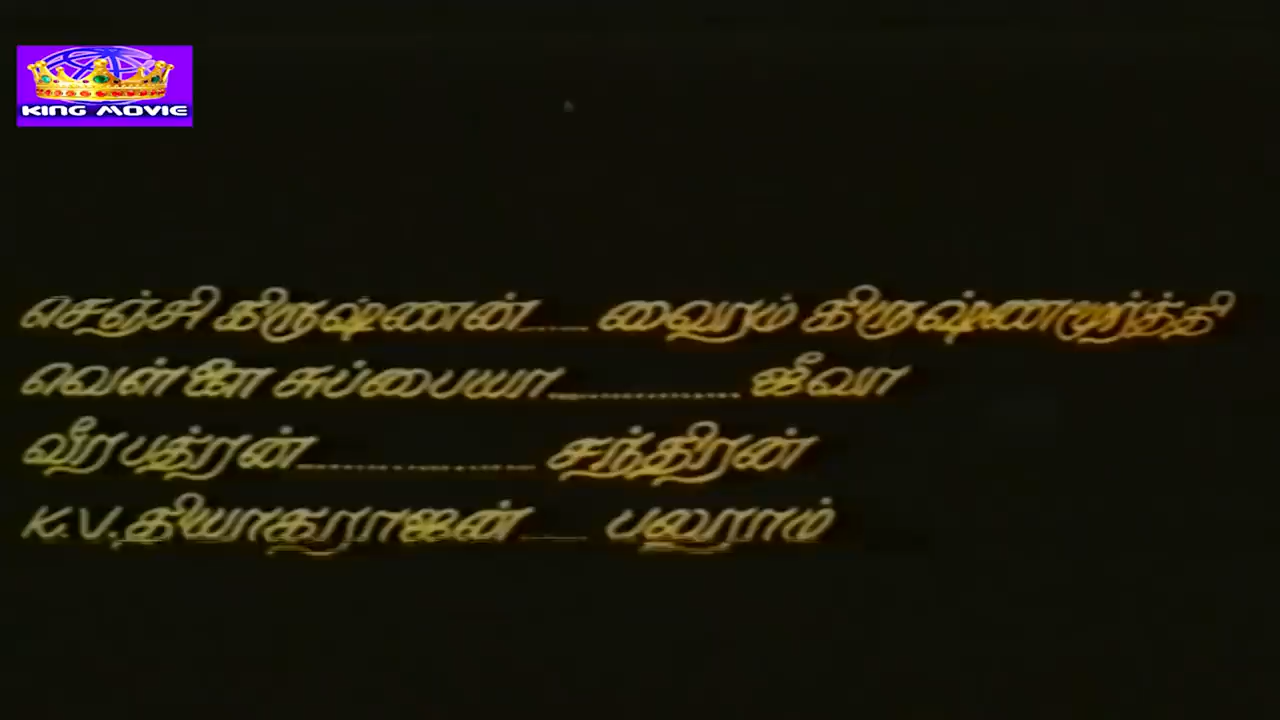 KING MOVIE
செஞ்சி கிருஷ்ணன்..... வைரம் கிருஷ்ணமூர்த்தி
வெள்ளை சுப்பையா................ ஜீவா
வீரபத்ரன்.................... சந்திரன்
K.V.தியாகராஜன்...... பலராம்